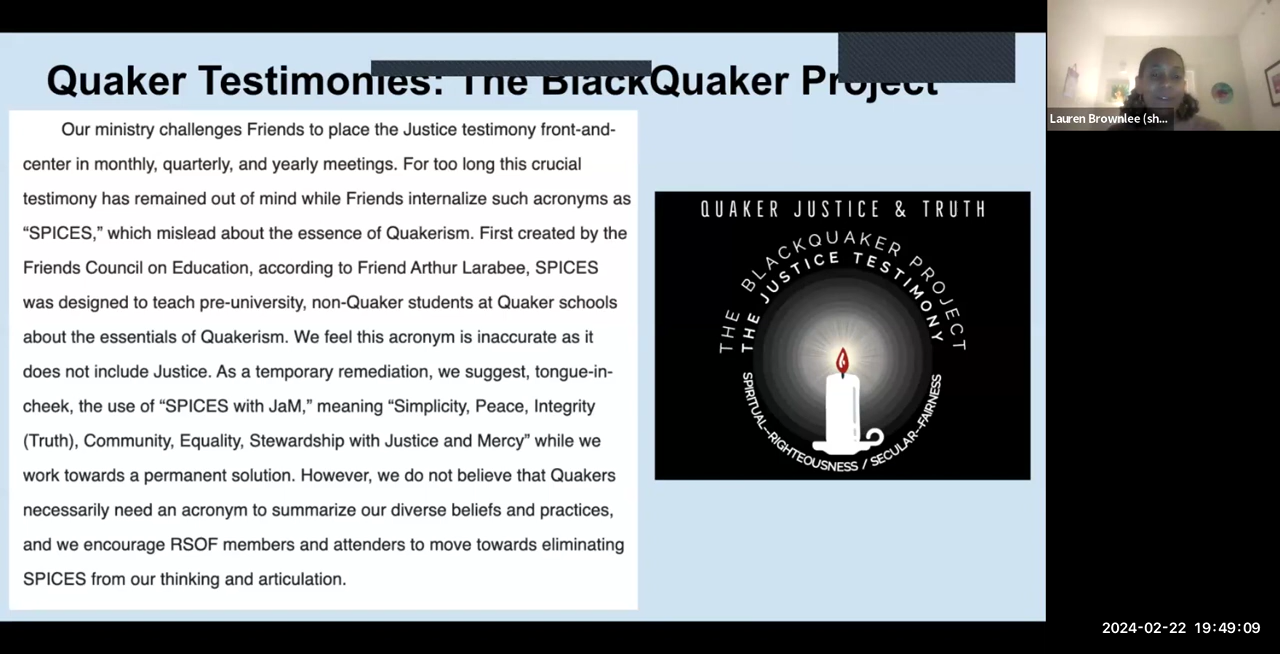 Quaker Testimonies: The BlackQuaker Project
Our ministry challenges Friends to place the Justice testimony front-and-
center in monthly, quarterly, and yearly meetings. For too long this crucial
testimony has remained out of mind while Friends internalize such acronyms as
“SPICES,” which mislead about the essence of Quakerism. First created by the
Friends Council on Education, according to Friend Arthur Larabee, SPICES
was designed to teach pre-university, non-Quaker students at Quaker schools
about the essentials of Quakerism. We feel this acronym is inaccurate as it
does not include Justice. As a temporary remediation, we suggest, tongue-in-
cheek, the use of “SPICES with JaM,” meaning “Simplicity, Peace, Integrity
(Truth), Community, Equality, Stewardship with Justice and Mercy” while we
work towards a permanent solution. However, we do not believe that Quakers
necessarily need an acronym to summarize our diverse beliefs and practices,
and we encourage RSOF members and attenders to move towards eliminating
SPICES from our thinking and articulation.
QUAKER JUSTICE & TRUTH
THE BLACKQUAKER PROJECT
THE JUSTICE TESTIMONY
SPIRITUAL–RIGHTEOUSNESS / SECULAR–FAIRNESS
Lauren Brownlee (sh...
2024-02-22 19:49:09